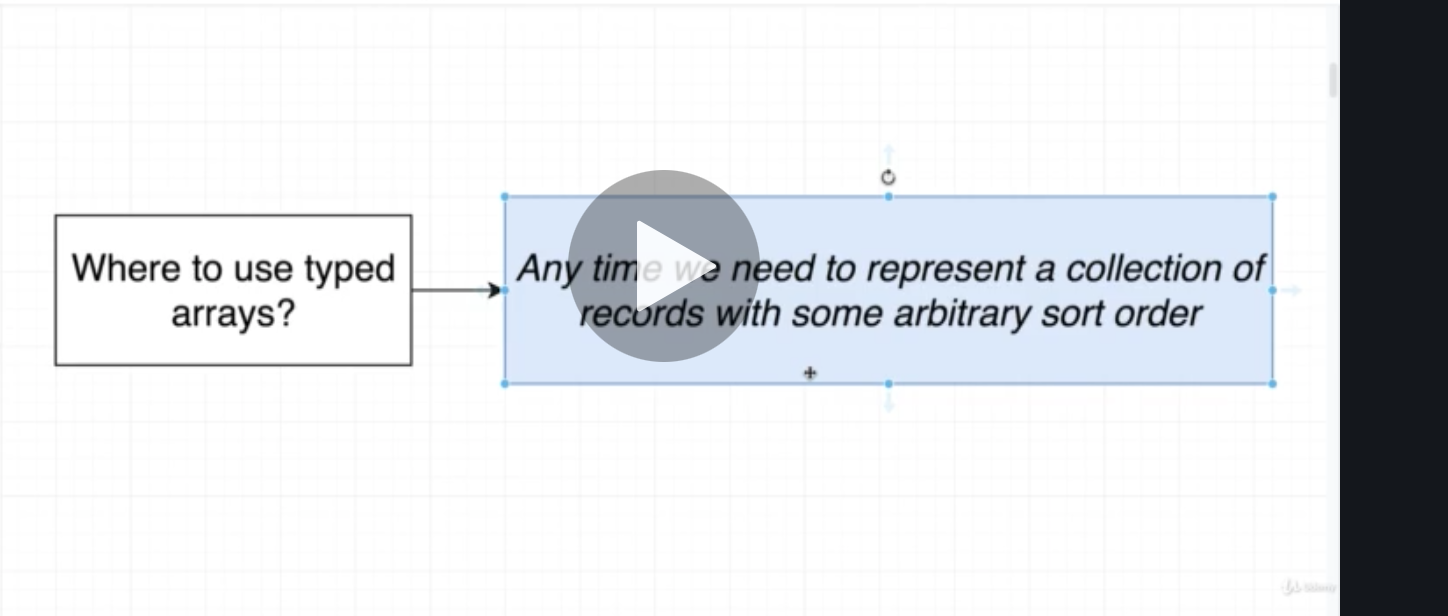 Where to use typed
arrays?
Any time we need to represent a collection of
records with some arbitrary sort order
Udemy